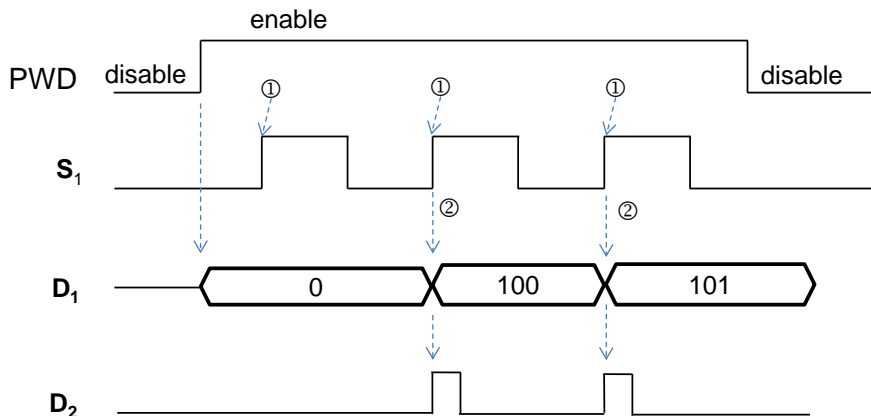 enable
PWD
disable
disable
① ① ①
S1
② ②
D1
0 100 101
D2